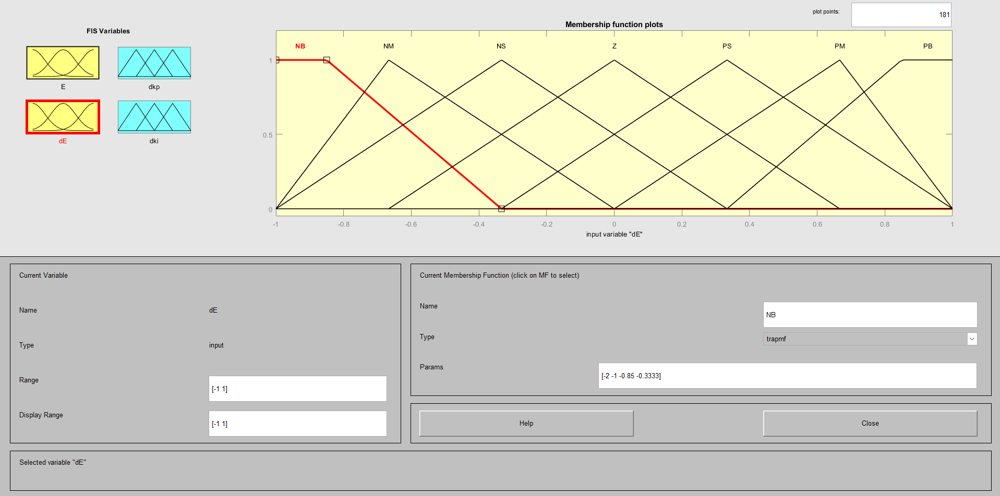 plot points:
181
FIS Variables
Membership function plots
E
dkp
dE
dki
NB
NM
NS
Z
PS
PM
PB
1
0.5
0
-1
-0.8
-0.6
-0.4
-0.2
0
0.2
0.4
0.6
0.8
1
input variable "dE"
Current Variable
Name
dE
Type
input
Range
[-1 1]
Display Range
[-1 1]
Current Membership Function (click on MF to select)
Name
NB
Type
trapmf
Params
[-2 -1 -0.85 -0.3333]
Help
Close
Selected variable "dE"